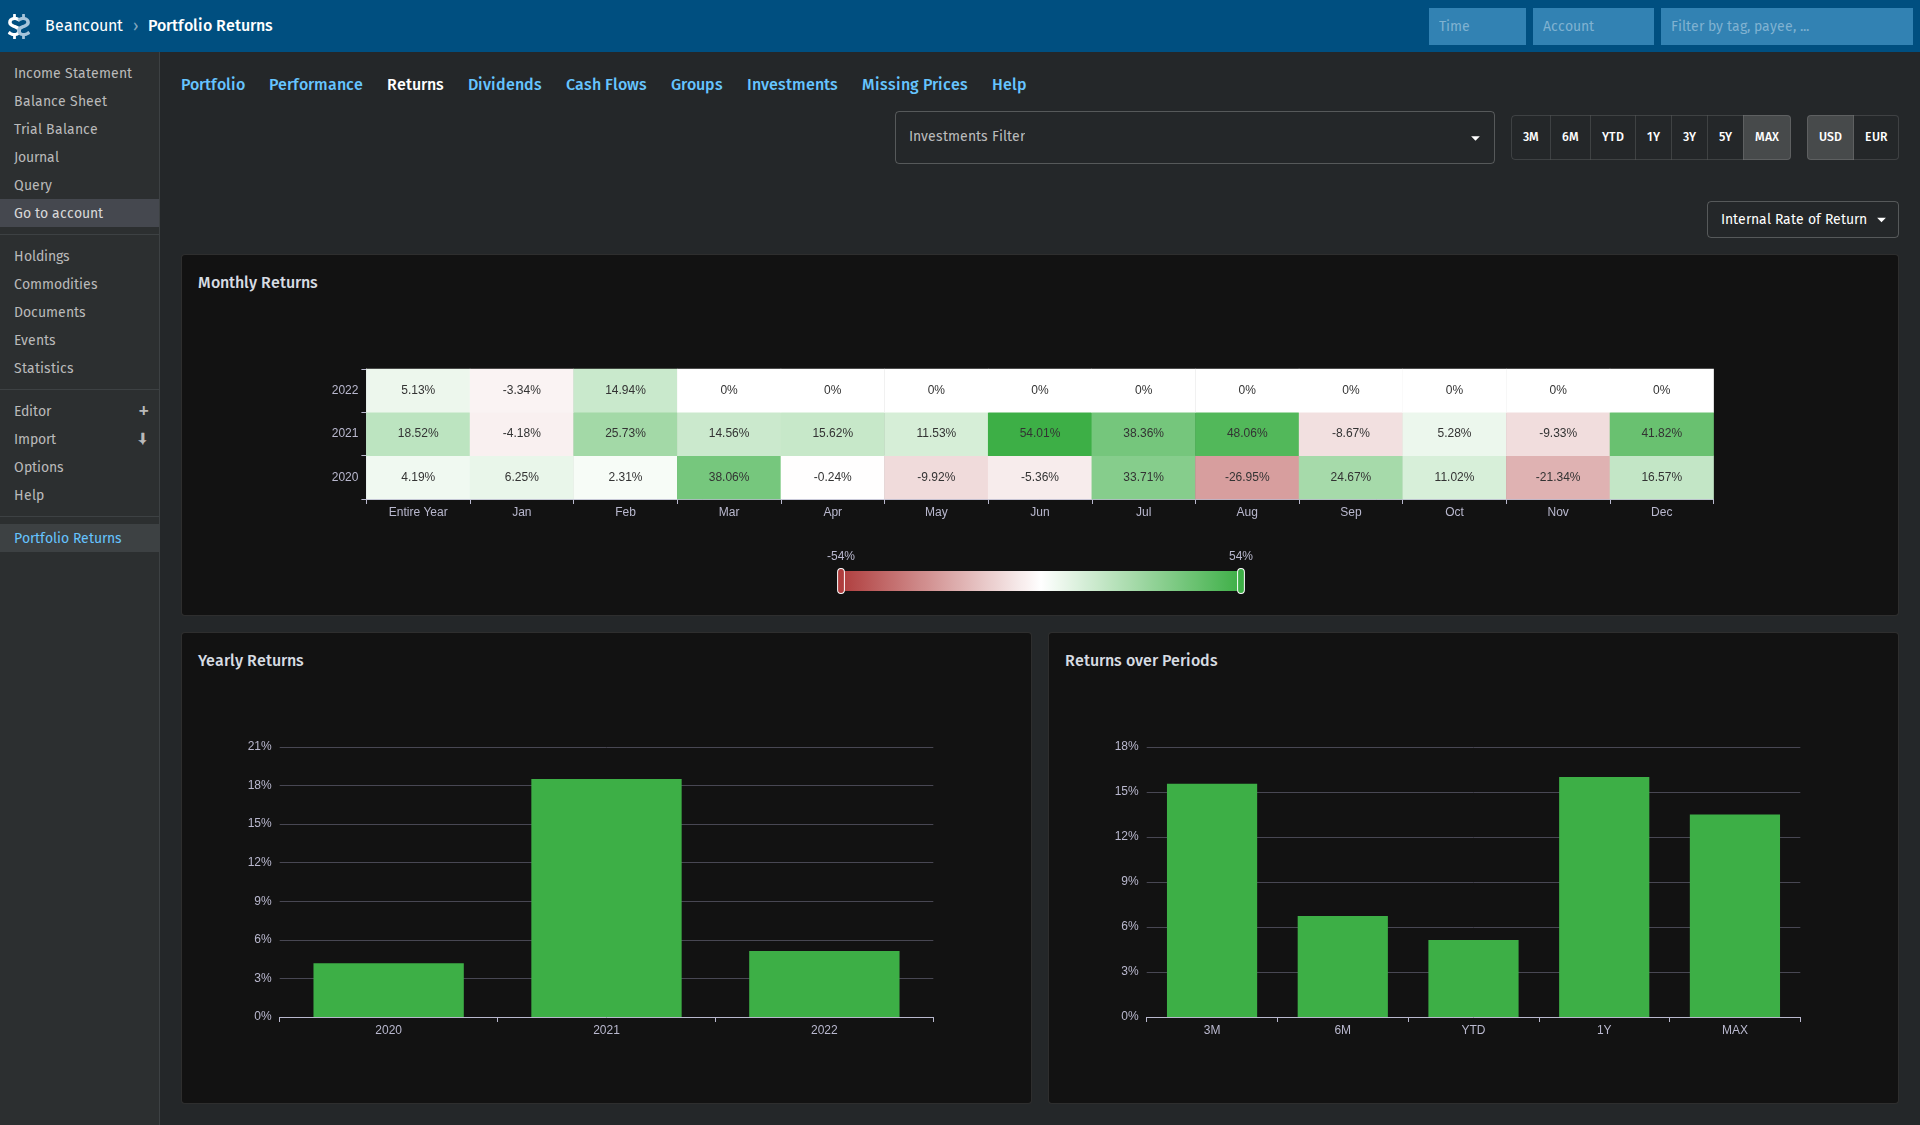 Beancount › Portfolio Returns
Time
Account
Filter by tag, payee, ...
Income Statement
Balance Sheet
Trial Balance
Journal
Query
Go to account
Holdings
Commodities
Documents
Events
Statistics
Editor +
Import
Options
Help
Portfolio Returns
Portfolio Performance Returns Dividends Cash Flows Groups Investments Missing Prices Help
Investments Filter
3M 6M YTD 1Y 3Y 5Y MAX
USD EUR
Internal Rate of Return
Monthly Returns
2022 5.13% -3.34% 14.94% 0% 0% 0% 0% 0% 0% 0% 0% 0% 0%
2021 18.52% -4.18% 25.73% 14.56% 15.62% 11.53% 54.01% 38.36% 48.06% -8.67% 5.28% -9.33% 41.82%
2020 4.19% 6.25% 2.31% 38.06% -0.24% -9.92% -5.36% 33.71% -26.95% 24.67% 11.02% -21.34% 16.57%
Entire Year Jan Feb Mar Apr May Jun Jul Aug Sep Oct Nov Dec
-54% 54%
Yearly Returns
21%
18%
15%
12%
9%
6%
3%
0%
2020 2021 2022
Returns over Periods
18%
15%
12%
9%
6%
3%
0%
3M 6M YTD 1Y MAX